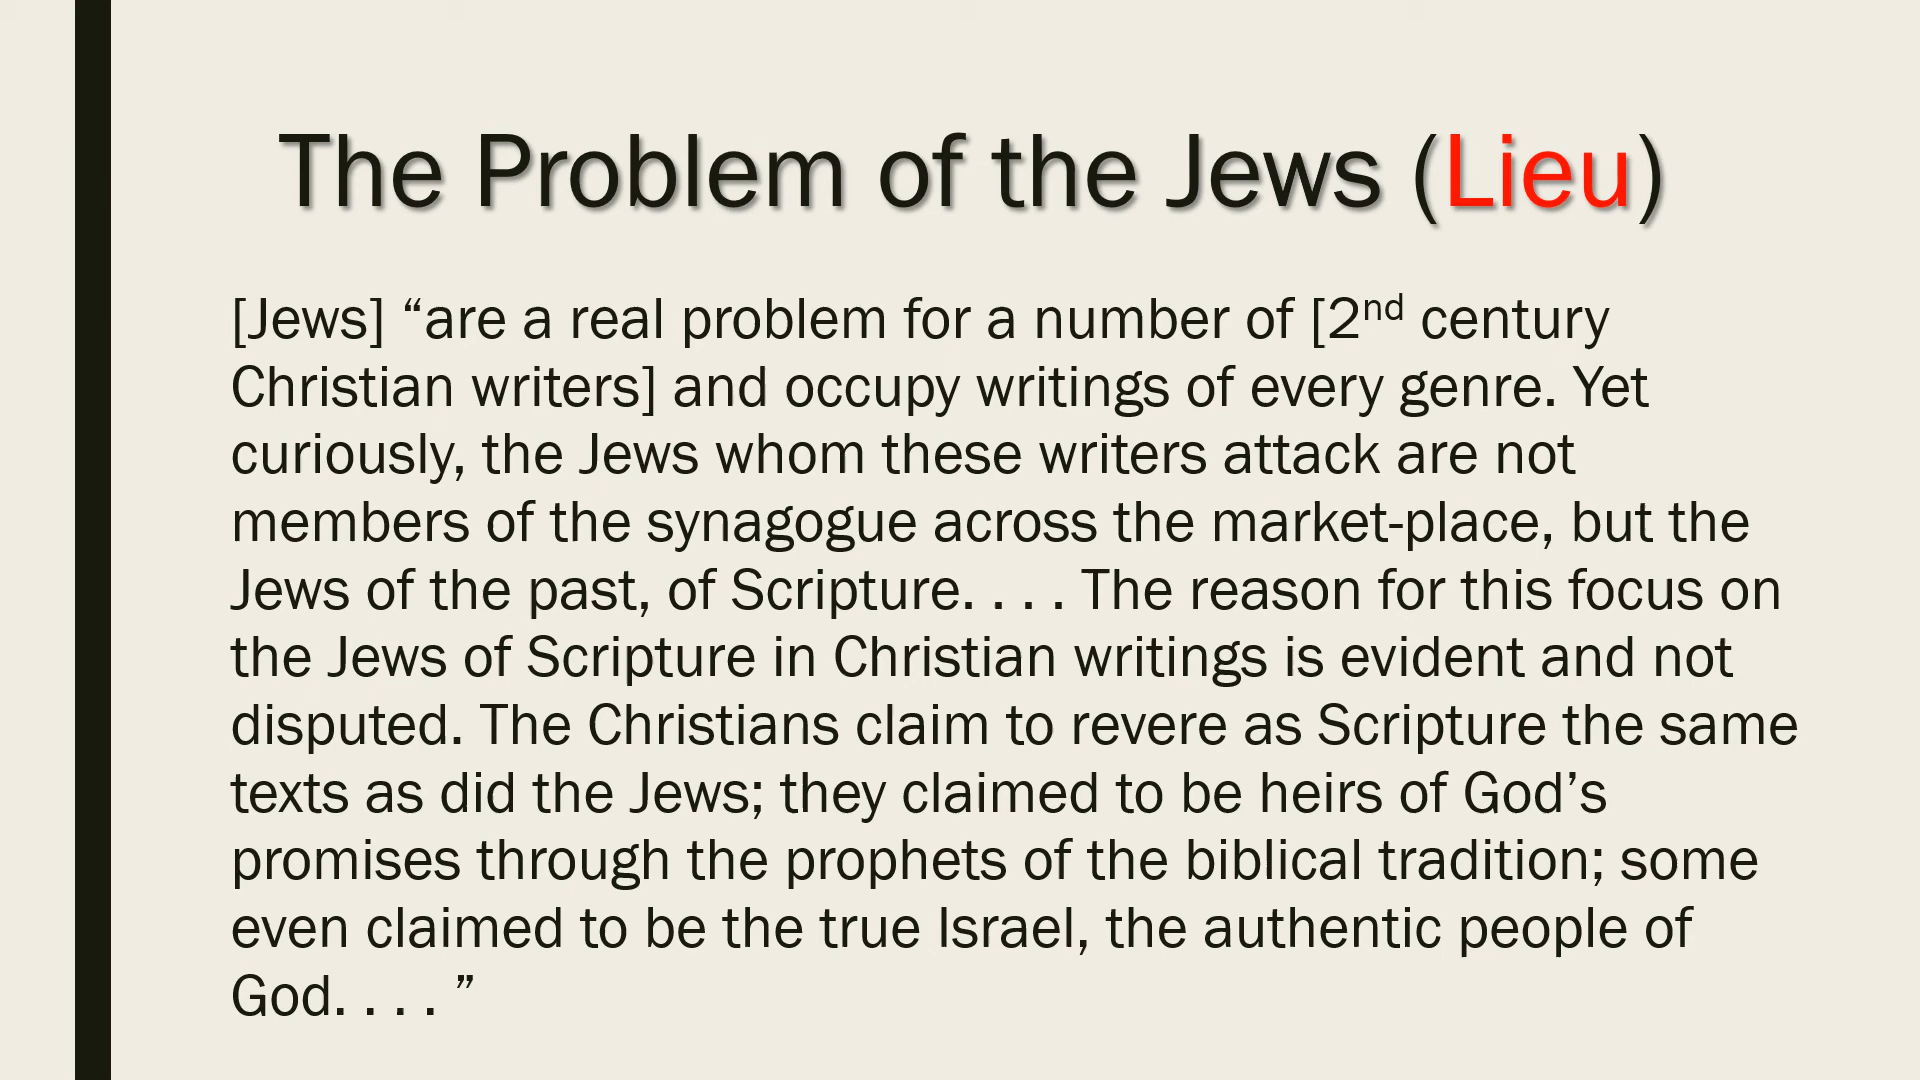 The Problem of the Jews (Lieu)
[Jews] “are a real problem for a number of [2nd century
Christian writers] and occupy writings of every genre. Yet
curiously, the Jews whom these writers attack are not
members of the synagogue across the market-place, but the
Jews of the past, of Scripture. . . . The reason for this focus on
the Jews of Scripture in Christian writings is evident and not
disputed. The Christians claim to revere as Scripture the same
texts as did the Jews; they claimed to be heirs of God’s
promises through the prophets of the biblical tradition; some
even claimed to be the true Israel, the authentic people of
God. . . . ”